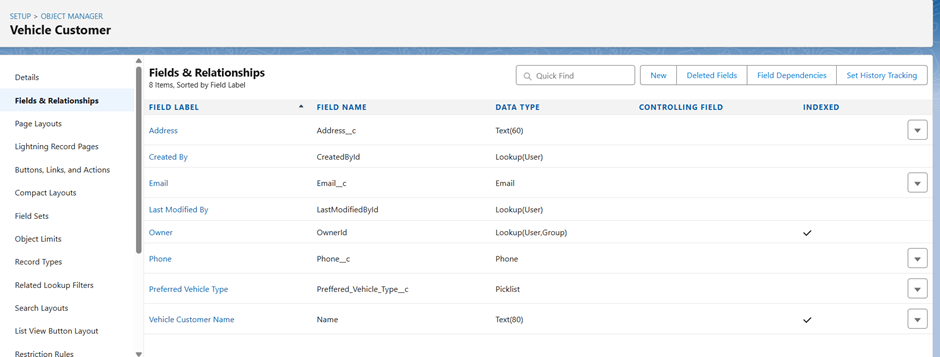 SETUP > OBJECT MANAGER
Vehicle Customer
Details
Fields & Relationships
Page Layouts
Lightning Record Pages
Buttons, Links, and Actions
Compact Layouts
Field Sets
Object Limits
Record Types
Related Lookup Filters
Search Layouts
List View Button Layout
Restriction Rules
Fields & Relationships
8 Items, Sorted by Field Label
Quick Find
New Deleted Fields Field Dependencies Set History Tracking
FIELD LABEL FIELD NAME DATA TYPE CONTROLLING FIELD INDEXED
Address Address__c Text(60)
Created By CreatedById Lookup(User)
Email Email__c Email
Last Modified By LastModifiedById Lookup(User)
Owner OwnerId Lookup(User,Group)
Phone Phone__c Phone
Preferred Vehicle Type Preffered_Vehicle_Type__c Picklist
Vehicle Customer Name Name Text(80)